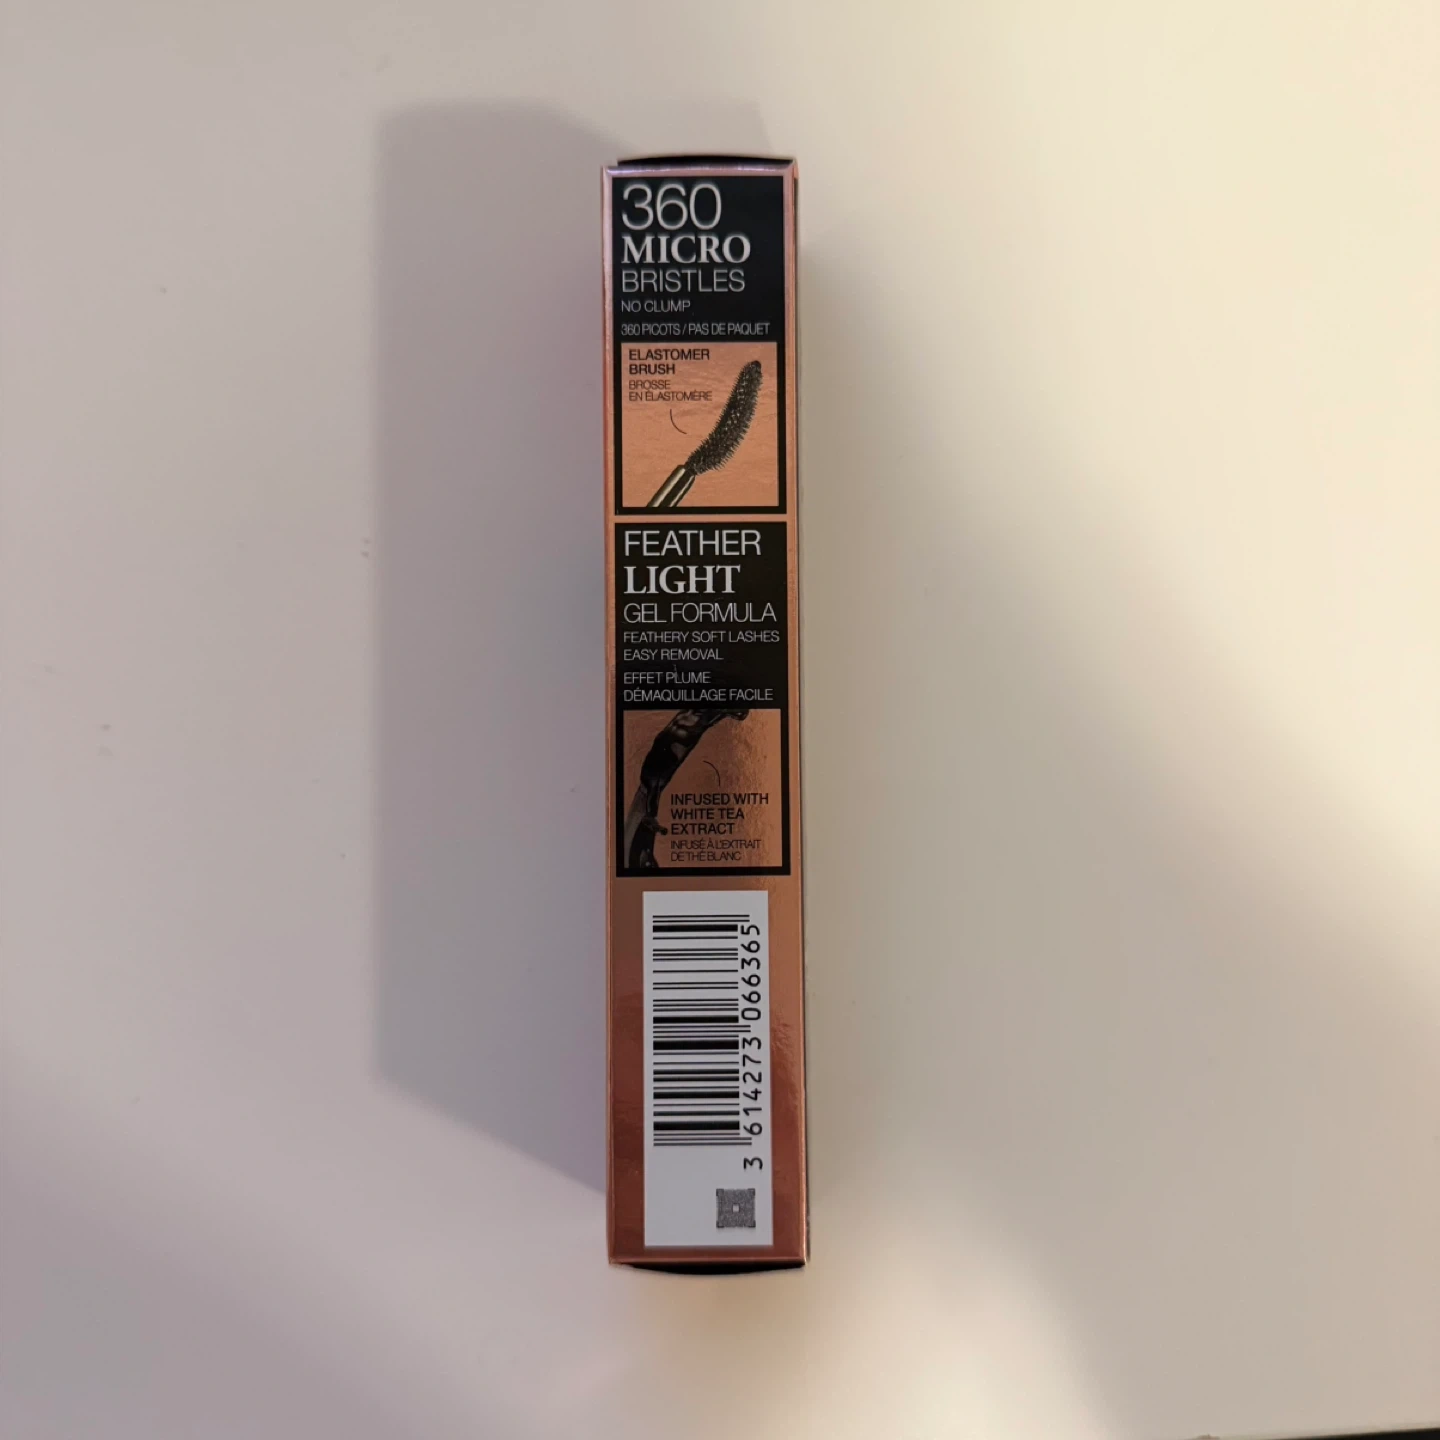 360
MICRO
BRISTLES
NO CLUMP
360 PICOTS / PAS DE PAQUET
ELASTOMER
BRUSH
BROSSE
EN ÉLASTOMÈRE
FEATHER
LIGHT
GEL FORMULA
FEATHERY SOFT LASHES
EASY REMOVAL
EFFET PLUME
DÉMAQUILLAGE FACILE
INFUSED WITH
WHITE TEA
EXTRACT
INFUSÉ À L'EXTRAIT
DE THÉ BLANC
3 614273 066365